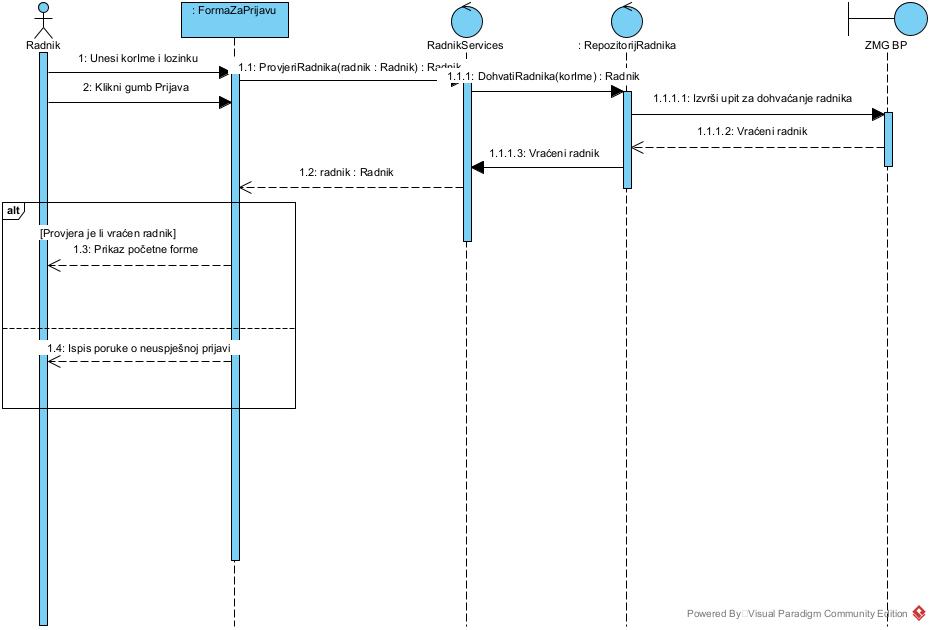 : FormaZaPrijavu
Radnik
RadnikServices
: RepozitorijRadnika
ZMG BP
1: Unesi korIme i lozinku
1.1: ProvjeriRadnika(radnik : Radnik) : Radnik
1.1.1: DohvatiRadnika(korIme) : Radnik
2: Klikni gumb Prijava
1.1.1.1: Izvrši upit za dohvaćanje radnika
1.1.1.2: Vraćeni radnik
1.1.1.3: Vraćeni radnik
1.2: radnik : Radnik
alt
[Provjera je li vraćen radnik]
1.3: Prikaz početne forme
1.4: Ispis poruke o neuspješnoj prijavi
Powered By Visual Paradigm Community Edition